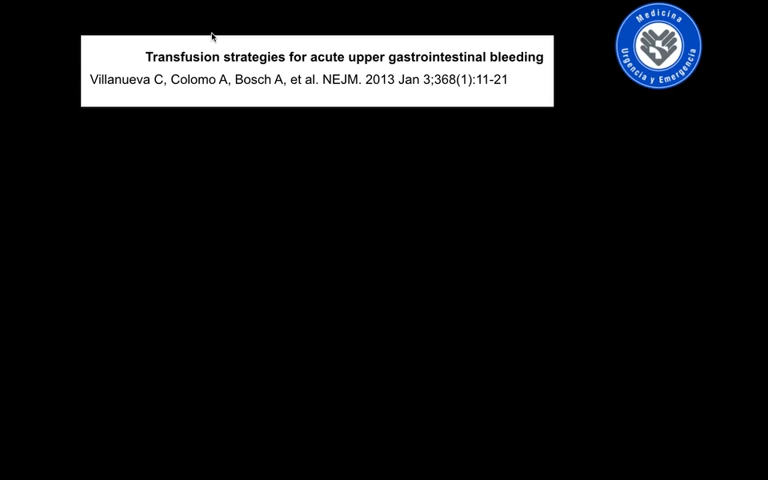 Transfusion strategies for acute upper gastrointestinal bleeding
Villanueva C, Colomo A, Bosch A, et al. NEJM. 2013 Jan 3;368(1):11-21
Medicina
Urgencia y Emergencia